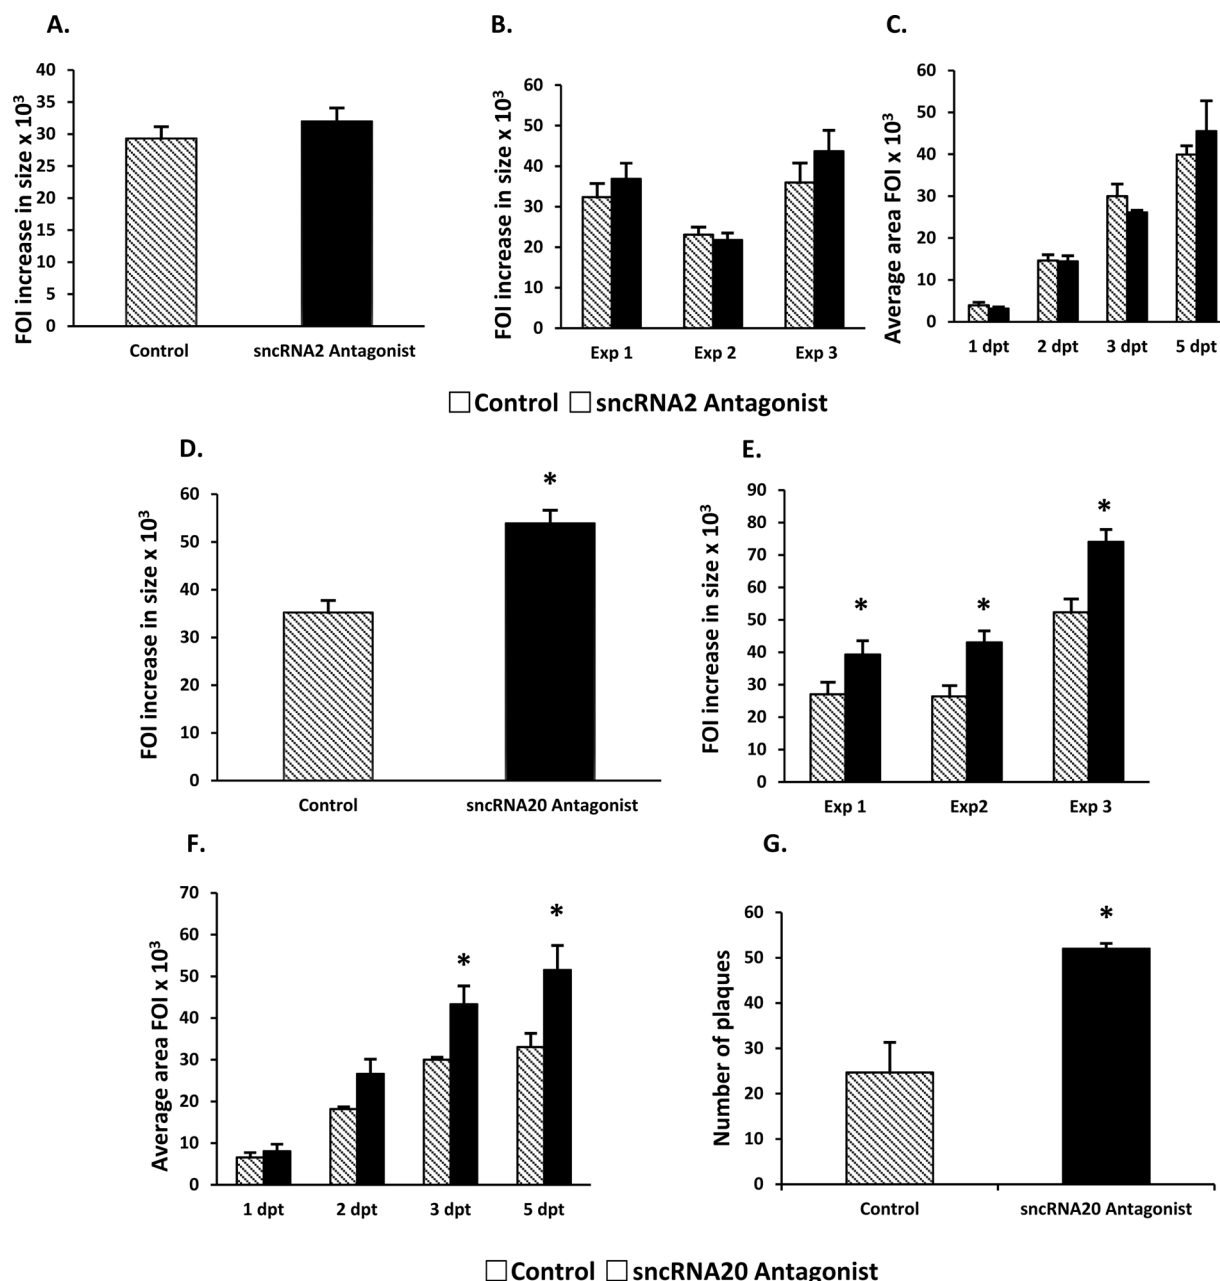 A.
FOI increase in size x 10³
40
35
30
25
20
15
10
5
0
Control
sncRNA2 Antagonist
B.
FOI increase in size x 10³
60
50
40
30
20
10
0
Exp 1
Exp 2
Exp 3
C.
Average area FOI x 10³
60
50
40
30
20
10
0
1 dpt
2 dpt
3 dpt
5 dpt
Control sncRNA2 Antagonist
D.
FOI increase in size x 10³
60
50
40
30
20
10
0
*
Control
sncRNA20 Antagonist
E.
FOI increase in size x 10³
90
80
70
60
50
40
30
20
10
0
*
*
*
Exp 1
Exp2
Exp 3
F.
Average area FOI x 10³
70
60
50
40
30
20
10
0
*
*
1 dpt
2 dpt
3 dpt
5 dpt
G.
Number of plaques
60
50
40
30
20
10
0
*
Control
sncRNA20 Antagonist
Control sncRNA20 Antagonist